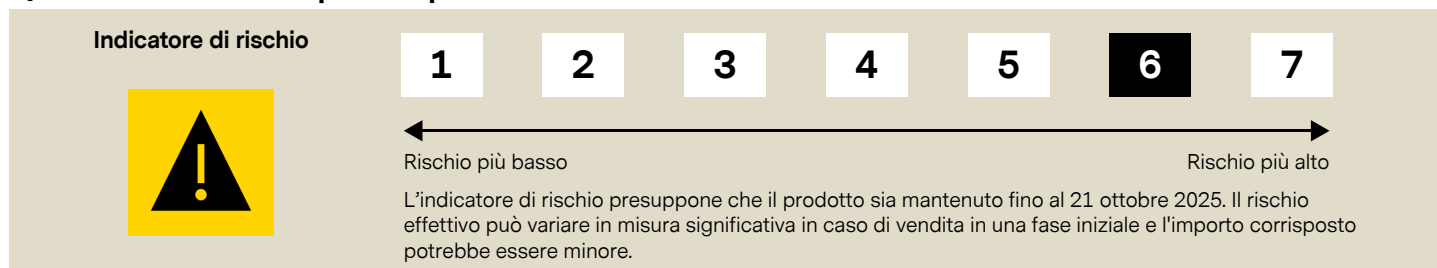 Indicatore di rischio
1 2 3 4 5 6 7
Rischio più basso Rischio più alto
L'indicatore di rischio presuppone che il prodotto sia mantenuto fino al 21 ottobre 2025. Il rischio
effettivo può variare in misura significativa in caso di vendita in una fase iniziale e l'importo corrisposto
potrebbe essere minore.